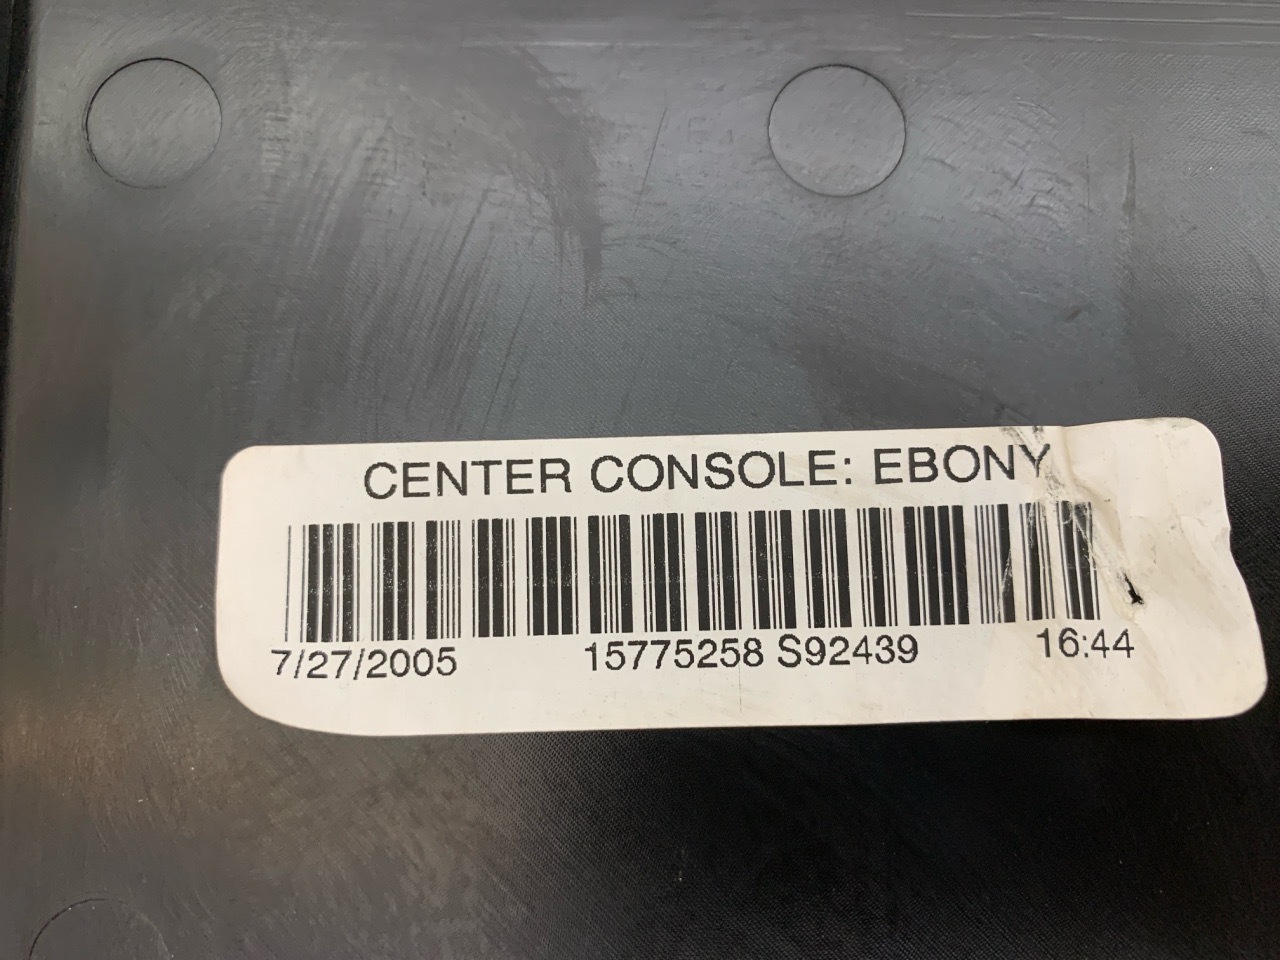 CENTER CONSOLE: EBONY
7/27/2005 15775258 S92439 16:44